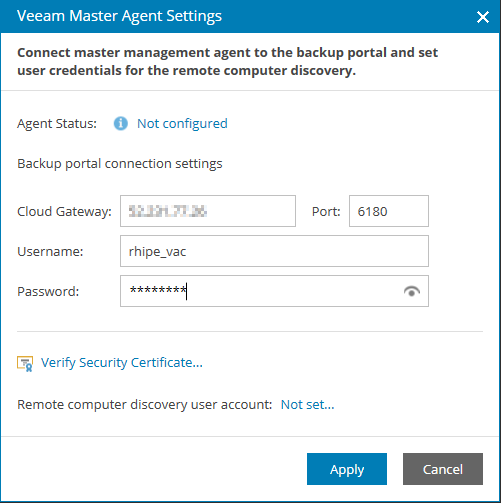 Veeam Master Agent Settings
Connect master management agent to the backup portal and set
user credentials for the remote computer discovery.
Agent Status: Not configured
Backup portal connection settings
Cloud Gateway: Port: 6180
Username: rhipe_vac
Password: ********
Verify Security Certificate...
Remote computer discovery user account: Not set...
Apply Cancel